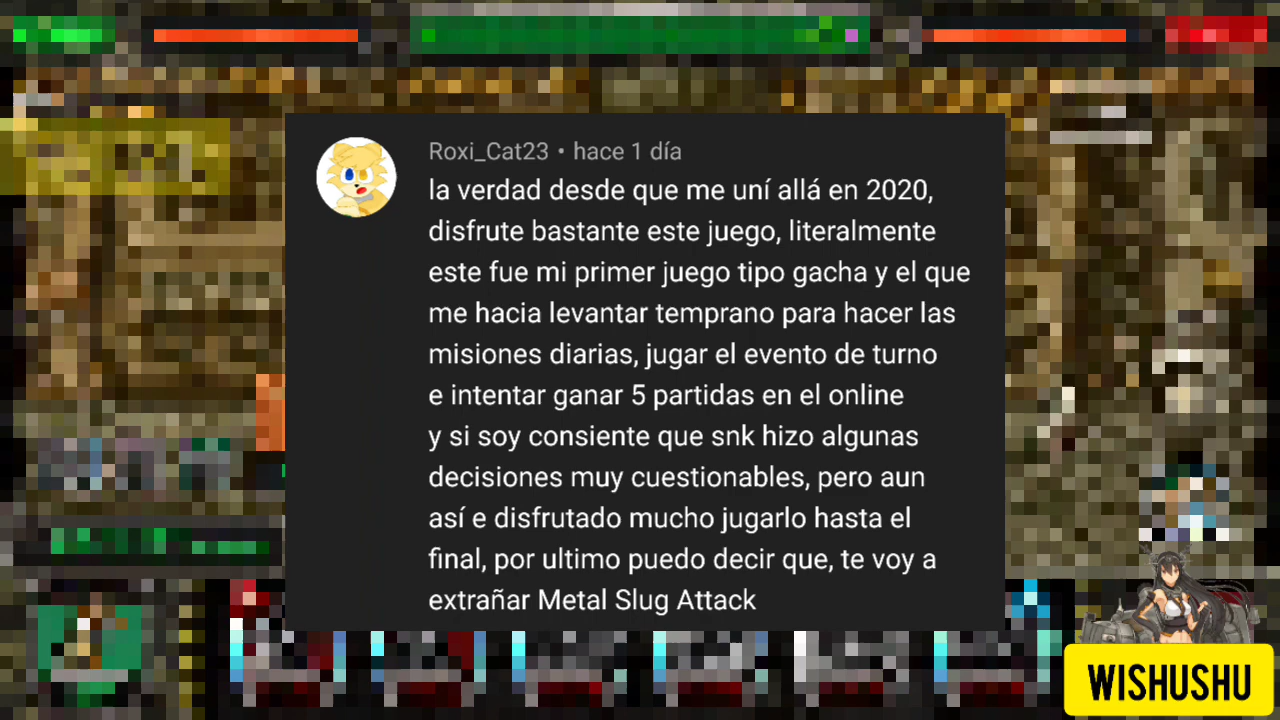 Roxi_Cat23 • hace 1 día
la verdad desde que me uní allá en 2020,
disfrute bastante este juego, literalmente
este fue mi primer juego tipo gacha y el que
me hacia levantar temprano para hacer las
misiones diarias, jugar el evento de turno
e intentar ganar 5 partidas en el online
y si soy consiente que snk hizo algunas
decisiones muy cuestionables, pero aun
así e disfrutado mucho jugarlo hasta el
final, por ultimo puedo decir que, te voy a
extrañar Metal Slug Attack
WISHUSHU